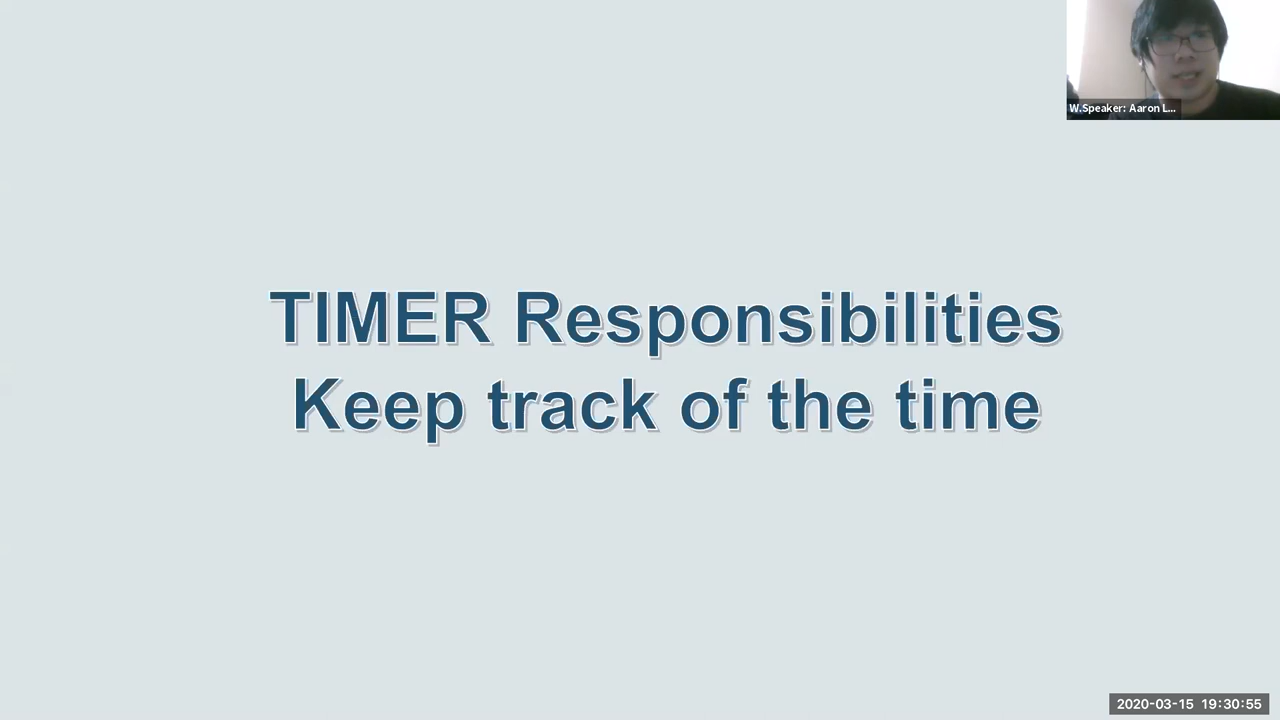 W.Speaker: Aaron L...
TIMER Responsibilities
Keep track of the time
2020-03-15 19:30:55